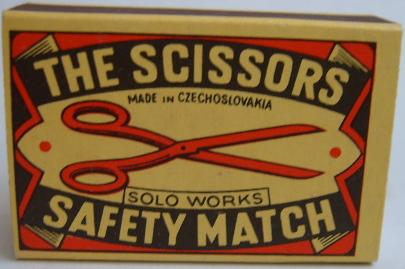 THE SCISSORS
MADE IN CZECHOSLOVAKIA
SOLO WORKS
SAFETY MATCH